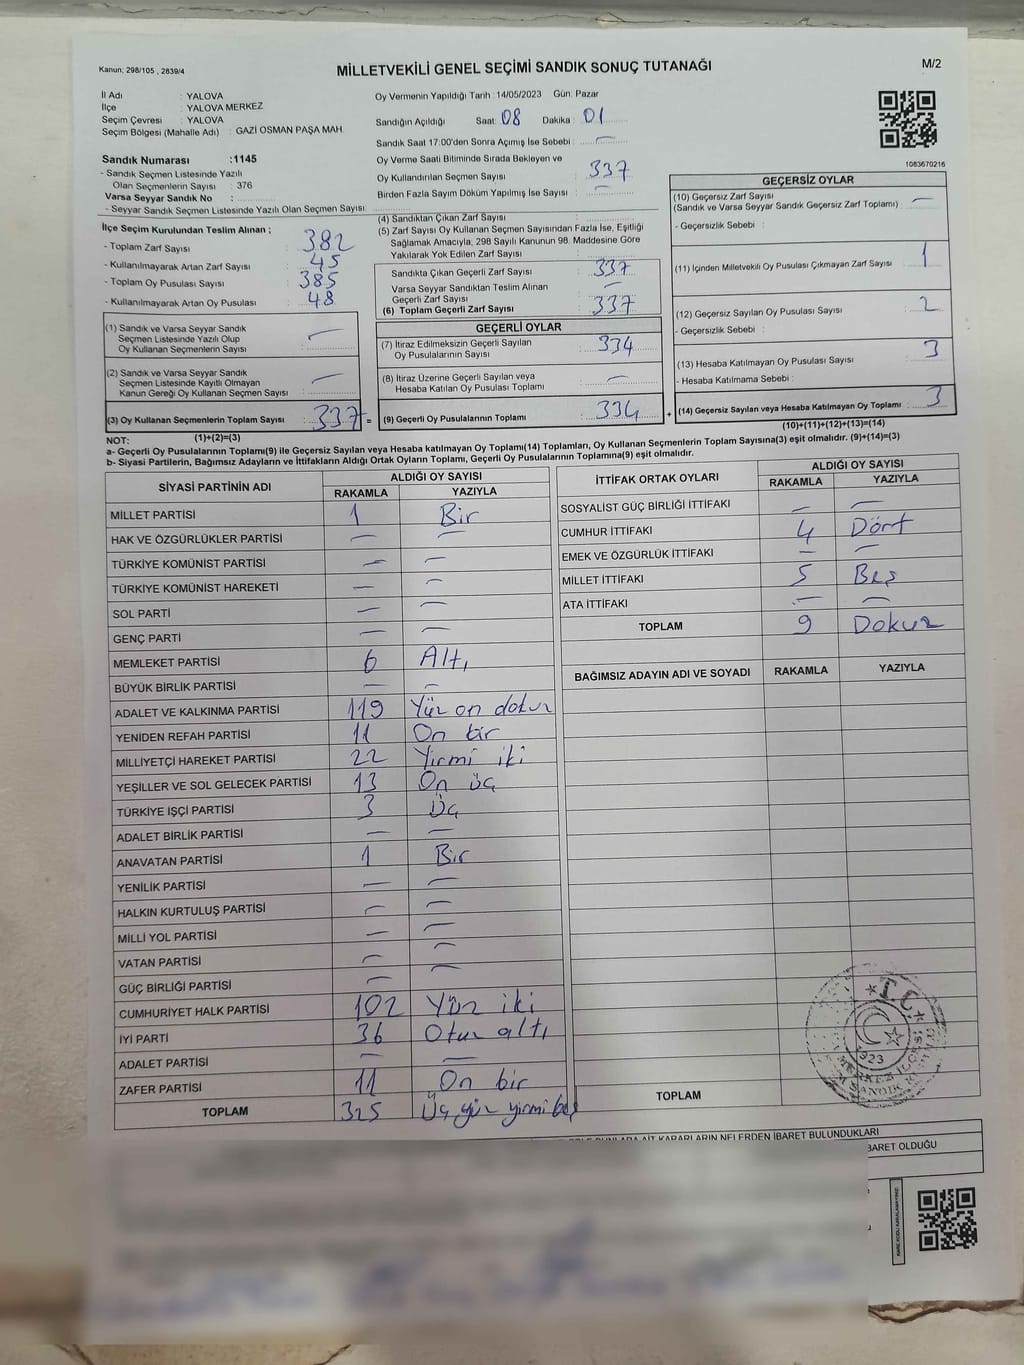 Kanun; 298/105 , 2839/4
MİLLETVEKİLİ GENEL SEÇİMİ SANDIK SONUÇ TUTANAĞI
M/2
İl Adı : YALOVA
İlçe : YALOVA MERKEZ
Seçim Çevresi : YALOVA
Seçim Bölgesi (Mahalle Adı) : GAZİ OSMAN PAŞA MAH.
Sandık Numarası :1145
- Sandık Seçmen Listesinde Yazılı
Olan Seçmenlerin Sayısı : 376
Varsa Seyyar Sandık No :
- Seyyar Sandık Seçmen Listesinde Yazılı Olan Seçmen Sayısı
Oy Vermenin Yapıldığı Tarih :14/05/2023 Gün: Pazar
Sandığın Açıldığı Saat: 08 Dakika: 01
Sandık Saat 17:00'den Sonra Açımış İse Sebebi : —
Oy Verme Saati Bitiminde Sırada Bekleyen ve
Oy Kullandırılan Seçmen Sayısı : 337
Birden Fazla Sayım Döküm Yapılmış İse Sayısı : —
1083670216
İlçe Seçim Kurulundan Teslim Alınan ;
- Toplam Zarf Sayısı : 382
- Kullanılmayarak Artan Zarf Sayısı : 45
- Toplam Oy Pusulası Sayısı : 385
- Kullanılmayarak Artan Oy Pusulası : 48
(1) Sandık ve Varsa Seyyar Sandık
Seçmen Listesinde Yazılı Olup
Oy Kullanan Seçmenlerin Sayısı : —
(2) Sandık ve Varsa Seyyar Sandık
Seçmen Listesinde Kayıtlı Olmayan
Kanun Gereği Oy Kullanan Seçmen Sayısı : —
(3) Oy Kullanan Seçmenlerin Toplam Sayısı : 337 =
(1)+(2)=(3)
(4) Sandıktan Çıkan Zarf Sayısı :
(5) Zarf Sayısı Oy Kullanan Seçmen Sayısından Fazla İse, Eşitliği
Sağlamak Amacıyla, 298 Sayılı Kanunun 98. Maddesine Göre
Yakılarak Yok Edilen Zarf Sayısı :
Sandıkta Çıkan Geçerli Zarf Sayısı : 337
Varsa Seyyar Sandıktan Teslim Alınan
Geçerli Zarf Sayısı : —
(6) Toplam Geçerli Zarf Sayısı : 337
GEÇERLİ OYLAR
(7) İtiraz Edilmeksizin Geçerli Sayılan
Oy Pusulalarının Sayısı : 334
(8) İtiraz Üzerine Geçerli Sayılan veya
Hesaba Katılan Oy Pusulası Toplamı : —
(9) Geçerli Oy Pusulalarının Toplamı : 334 +
GEÇERSİZ OYLAR
(10) Geçersiz Zarf Sayısı
(Sandık ve Varsa Seyyar Sandık Geçersiz Zarf Toplamı) : —
- Geçersizlik Sebebi :
(11) İçinden Milletvekili Oy Pusulası Çıkmayan Zarf Sayısı : 1
(12) Geçersiz Sayılan Oy Pusulası Sayısı : 2
- Geçersizlik Sebebi :
(13) Hesaba Katılmayan Oy Pusulası Sayısı : 3
- Hesaba Katılmama Sebebi :
(14) Geçersiz Sayılan veya Hesaba Katılmayan Oy Toplamı : 3
(10)+(11)+(12)+(13)=(14)
NOT:
a- Geçerli Oy Pusulalarının Toplamı(9) ile Geçersiz Sayılan veya Hesaba katılmayan Oy Toplamı(14) Toplamları, Oy Kullanan Seçmenlerin Toplam Sayısına(3) eşit olmalıdır. (9)+(14)=(3)
b- Siyasi Partilerin, Bağımsız Adayların ve İttifakların Aldığı Ortak Oyların Toplamı, Geçerli Oy Pusulalarının Toplamına(9) eşit olmalıdır.
SİYASİ PARTİNİN ADI ALDIĞI OY SAYISI
RAKAMLA YAZIYLA
MİLLET PARTİSİ 1 Bir
HAK VE ÖZGÜRLÜKLER PARTİSİ — —
TÜRKİYE KOMÜNİST PARTİSİ — —
TÜRKİYE KOMÜNİST HAREKETİ — —
SOL PARTİ — —
GENÇ PARTİ — —
MEMLEKET PARTİSİ 6 Altı
BÜYÜK BİRLİK PARTİSİ — —
ADALET VE KALKINMA PARTİSİ 119 Yüz on dokuz
YENİDEN REFAH PARTİSİ 11 On bir
MİLLİYETÇİ HAREKET PARTİSİ 22 Yirmi iki
YEŞİLLER VE SOL GELECEK PARTİSİ 13 On üç
TÜRKİYE İŞÇİ PARTİSİ 3 Üç
ADALET BİRLİK PARTİSİ — —
ANAVATAN PARTİSİ 1 Bir
YENİLİK PARTİSİ — —
HALKIN KURTULUŞ PARTİSİ — —
MİLLİ YOL PARTİSİ — —
VATAN PARTİSİ — —
GÜÇ BİRLİĞİ PARTİSİ — —
CUMHURİYET HALK PARTİSİ 102 Yüz iki
İYİ PARTİ 36 Otuz altı
ADALET PARTİSİ — —
ZAFER PARTİSİ 11 On bir
TOPLAM 325 Üç yüz yirmi beş
İTTİFAK ORTAK OYLARI ALDIĞI OY SAYISI
RAKAMLA YAZIYLA
SOSYALİST GÜÇ BİRLİĞİ İTTİFAKI — —
CUMHUR İTTİFAKI 4 Dört
EMEK VE ÖZGÜRLÜK İTTİFAKI — —
MİLLET İTTİFAKI 5 Beş
ATA İTTİFAKI — —
TOPLAM 9 Dokuz
BAĞIMSIZ ADAYIN ADI VE SOYADI RAKAMLA YAZIYLA
TOPLAM
T.C.
1923
MERKEZ İLÇESİ
AİT KARARLARIN NELERDEN İBARET BULUNDUKLARI
İBARET OLDUĞU